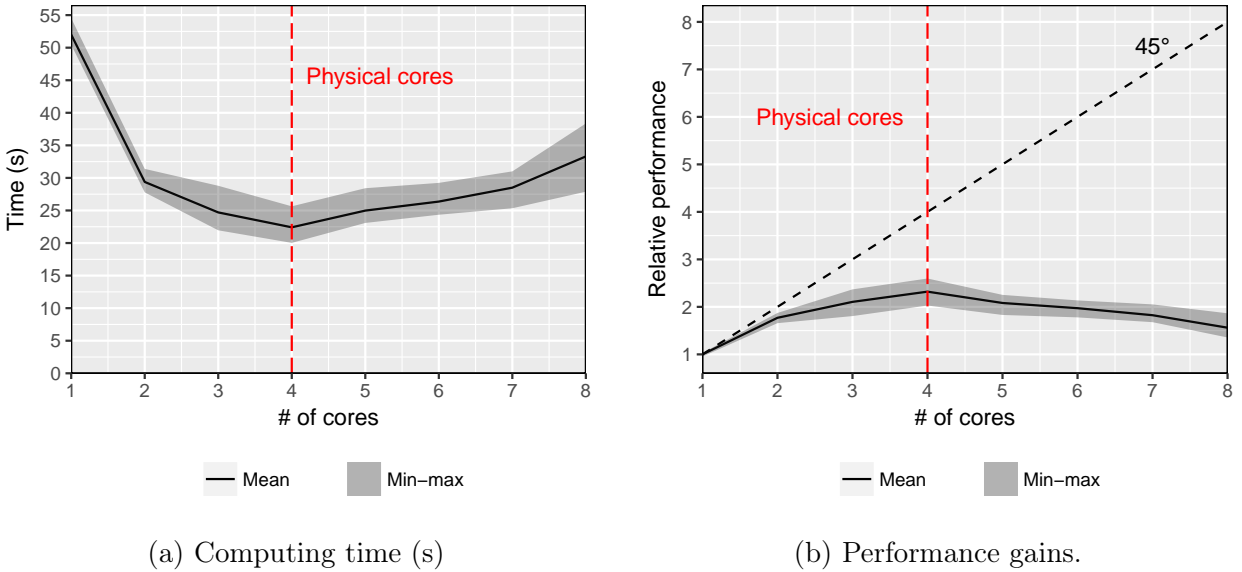 55
50
45
40
35
30
25
20
15
10
5
0
Time (s)
Physical cores
1 2 3 4 5 6 7 8
# of cores
Mean Min−max
(a) Computing time (s)
8
7
6
5
4
3
2
1
Relative performance
45°
Physical cores
1 2 3 4 5 6 7 8
# of cores
Mean Min−max
(b) Performance gains.